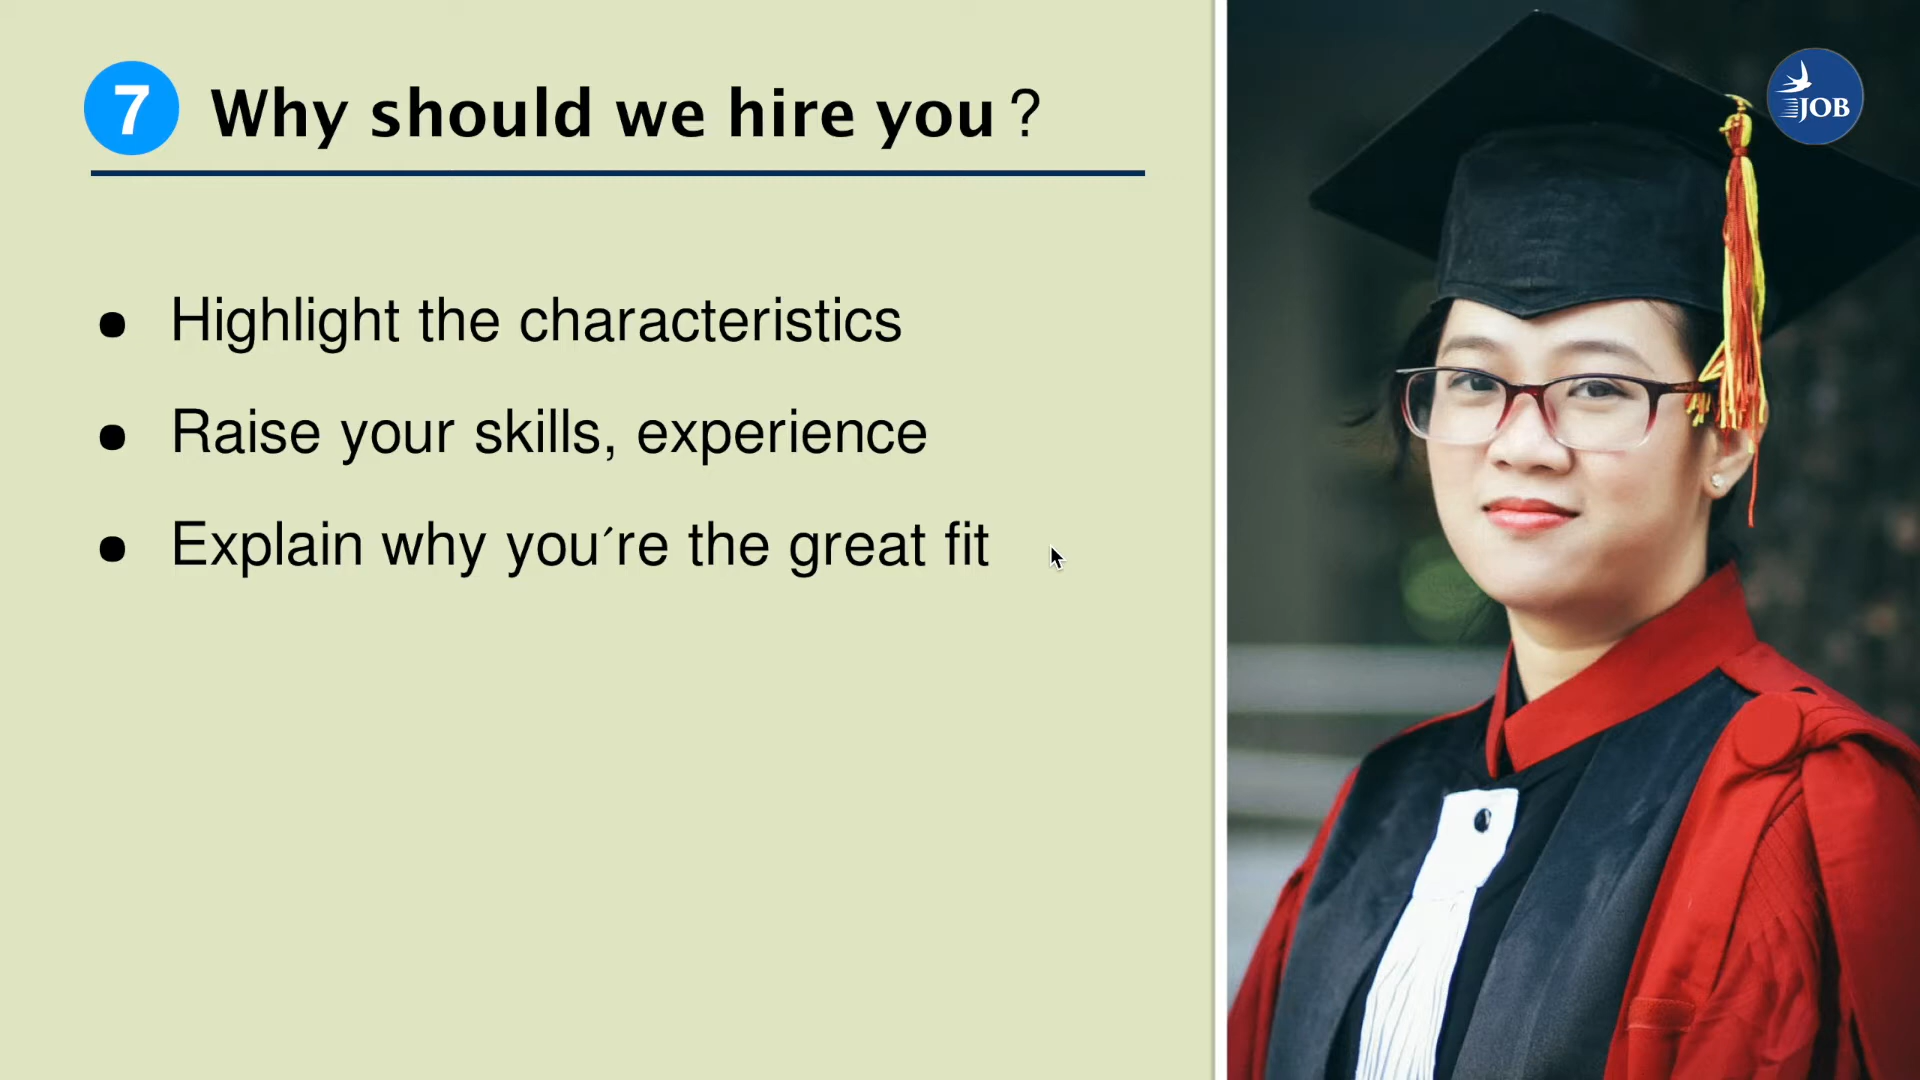 7 Why should we hire you?
JOB
• Highlight the characteristics
• Raise your skills, experience
• Explain why you´re the great fit